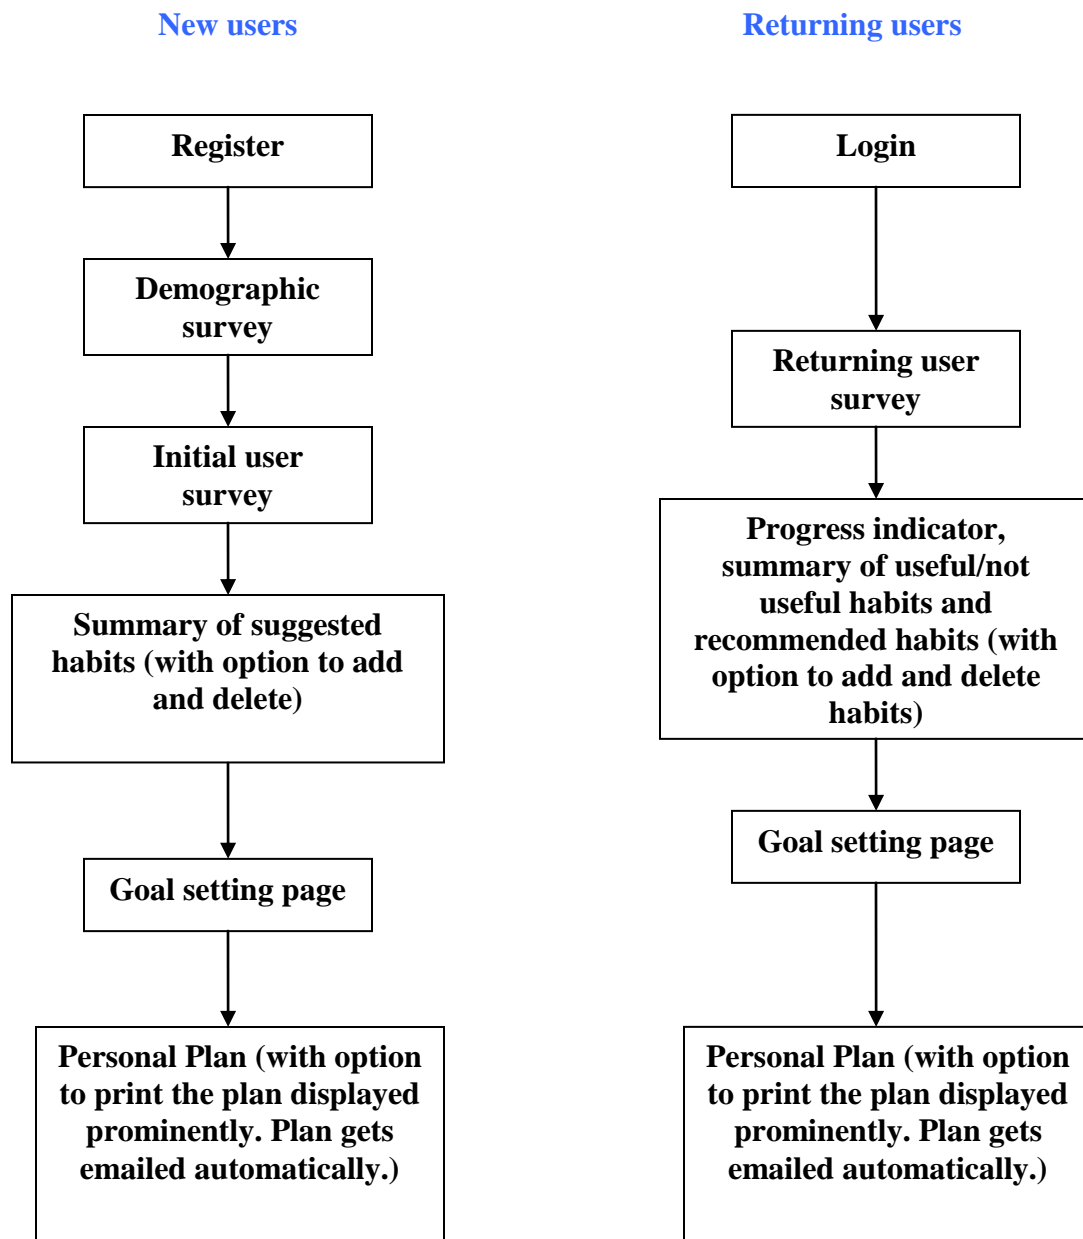 New users
Register
Demographic
survey
Initial user
survey
Summary of suggested
habits (with option to add
and delete)
Goal setting page
Personal Plan (with option
to print the plan displayed
prominently. Plan gets
emailed automatically.)
Returning users
Login
Returning user
survey
Progress indicator,
summary of useful/not
useful habits and
recommended habits (with
option to add and delete
habits)
Goal setting page
Personal Plan (with option
to print the plan displayed
prominently. Plan gets
emailed automatically.)